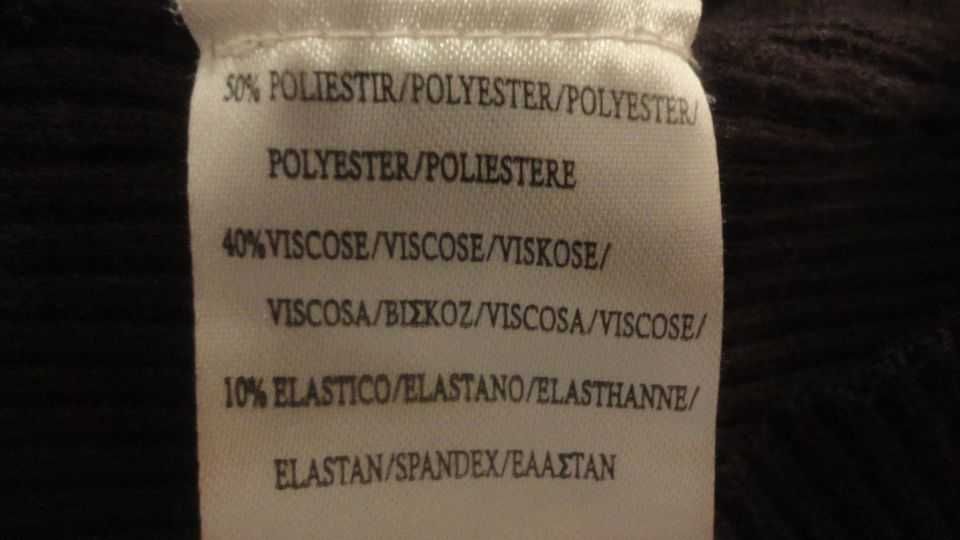 50% POLIESTIR/POLYESTER/POLYESTER/
POLYESTER/POLIESTERE
40%VISCOSE/VISCOSE/VISKOSE/
VISCOSA/ΒΙΣΚΟΖ/VISCOSA/VISCOSE/
10% ELASTICO/ELASTANO/ELASTHANNE/
ELASTAN/SPANDEX/ΕΑΑΣΤΑΝ